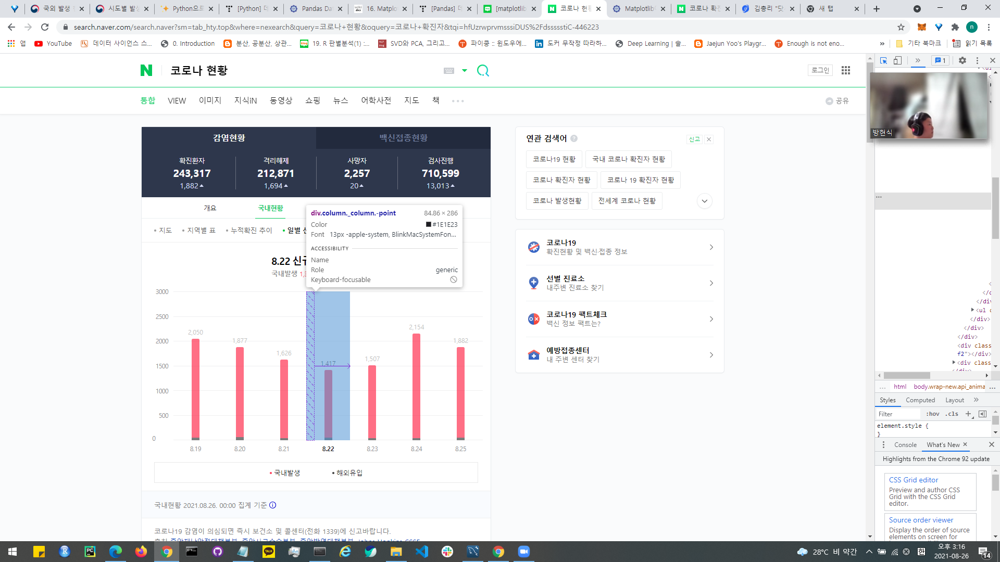 국외 발생
시도별 발
Python으로
[Python] 데
Pandas Da
16. Matplo
[Pandas] 데
[matplotlib
코로나 현황
Matplotlib
코로나 확진
김총리 "닷
새 탭
search.naver.com/search.naver?sm=tab_hty.top&where=nexearch&query=코로나+현황&oquery=코로나+확진자&tqi=hfUzrwprvmsssiDUS%2FdsssssstiC-446223
n
앱
YouTube
데이터 사이언스 스...
0. Introduction
분산, 공분산, 상관...
19. R 판별분석(1) :...
SVD와 PCA, 그리고...
파이쿵 :: 윈도우에...
도커 무작정 따라하...
Deep Learning | 솔...
Jaejun Yoo's Playgr...
Enough is not eno...
»
기타 북마크
읽기 목록
N
코로나 현황
로그인
통합
VIEW
이미지
지식iN
동영상
쇼핑
뉴스
어학사전
지도
책
공유
감염현황
백신접종현황
확진환자
243,317
1,882
격리해제
212,871
1,694
사망자
2,257
20
검사진행
710,599
13,013
개요
국내현황
지도
지역별 표
누적확진 추이
일별
div.column._column.-point
84.86 × 286
Color
#1E1E23
Font
13px -apple-system, BlinkMacSystemFon...
ACCESSIBILITY
Name
Role
generic
Keyboard-focusable
8.22 신규
국내발생
3000
2500
2000
1500
1000
500
0
2,050
1,877
1,626
1,417
1,507
2,154
1,882
8.19
8.20
8.21
8.22
8.23
8.24
8.25
국내발생
해외유입
국내현황 2021.08.26. 00:00 집계 기준
코로나19 감염이 의심되면 즉시 보건소 및 콜센터(전화 1339)에 신고바랍니다.
연관 검색어
신고
코로나19 현황
국내 코로나 확진자 현황
코로나 확진자 현황
코로나 19 확진자 현황
코로나 발생현황
전세계 코로나 현황
코로나19
확진현황 및 백신·접종 정보
선별 진료소
내주변 진료소 찾기
코로나19 팩트체크
백신 정보 팩트는?
예방접종센터
내 주변 센터 찾기
»
1
방현식
...
</div>
<ul
</div>
</div>
</div>
<div class
f2"></div>
<div class
...
html
body.wrap-new.api_anima
...
Styles
Computed
Layout
»
Filter
:hov
.cls
element.style {
}
Console
What's New
Highlights from the Chrome 92 update
CSS Grid editor
Preview and author CSS
Grid with the CSS Grid
editor.
Source order viewer
Display the order of source
elements on screen for
28°C 비 약간
한
오후 3:16
2021-08-26
14